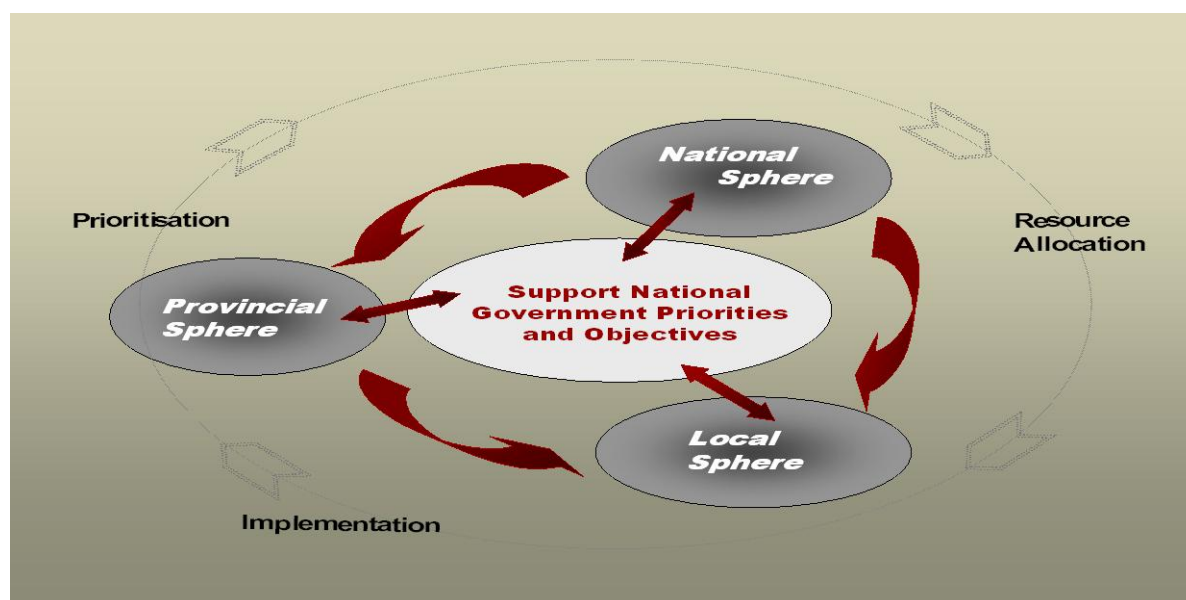 National
Sphere
Prioritisation
Resource
Allocation
Support National
Government Priorities
and Objectives
Provincial
Sphere
Local
Sphere
Implementation